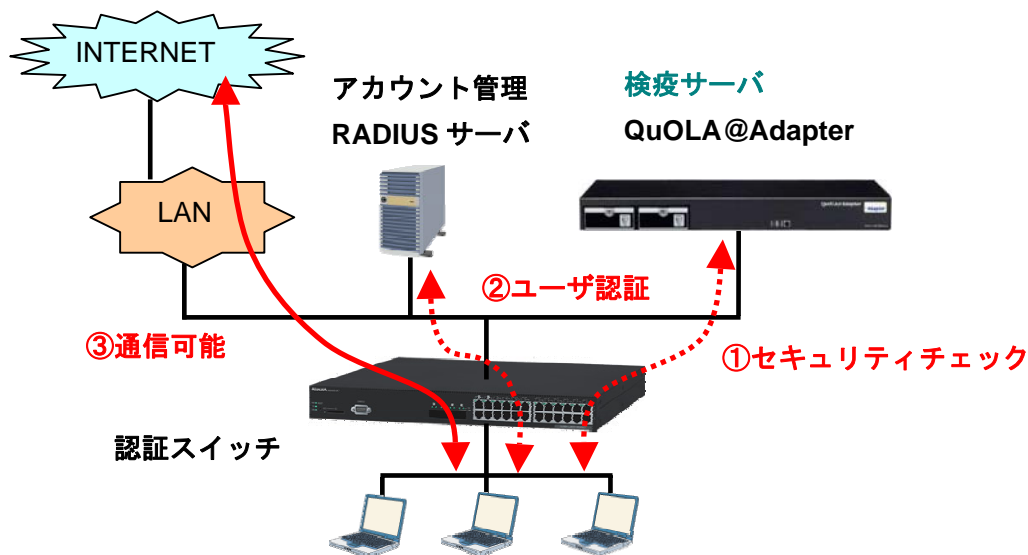 INTERNET
アカウント管理
RADIUS サーバ
検疫サーバ
QuOLA@Adapter
LAN
QuOLA@Adapter
②ユーザ認証
③通信可能
①セキュリティチェック
認証スイッチ